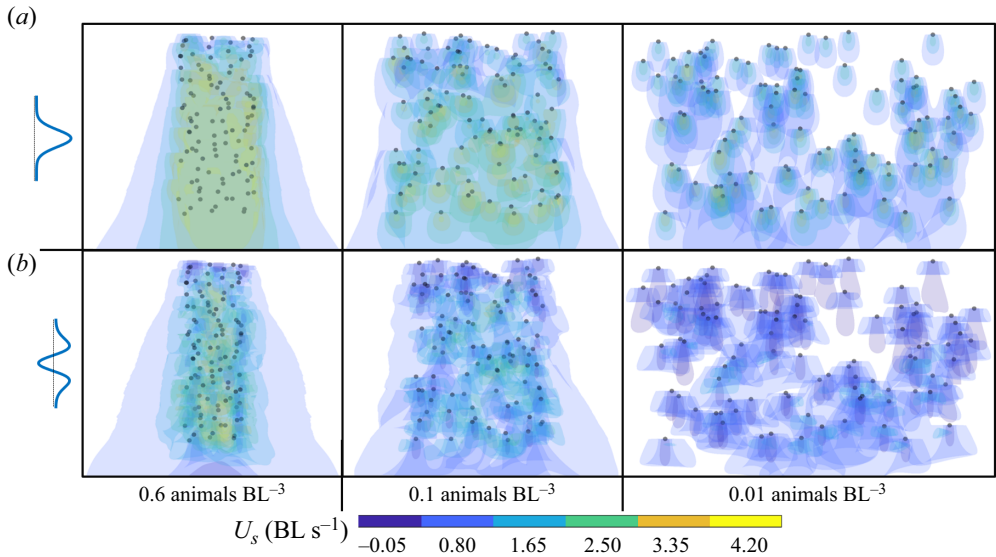 (a)
(b)
0.6 animals BL⁻³ 0.1 animals BL⁻³ 0.01 animals BL⁻³
U_s (BL s⁻¹)
−0.05 0.80 1.65 2.50 3.35 4.20